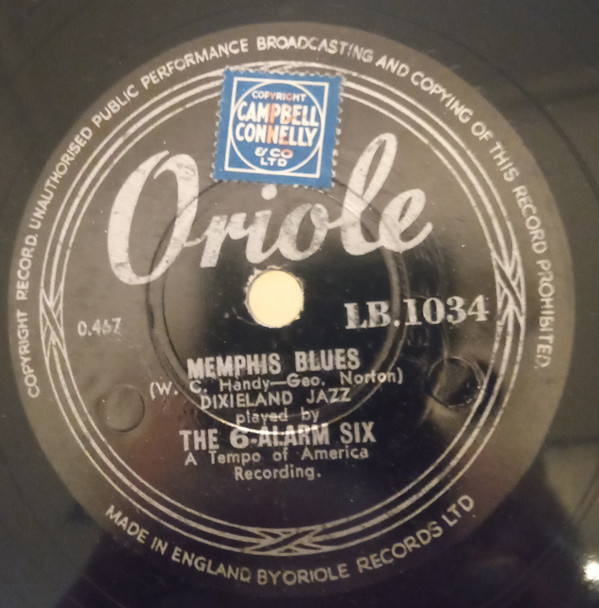 COPYRIGHT RECORD. UNAUTHORISED PUBLIC PERFORMANCE BROADCASTING AND COPYING OF THIS RECORD PROHIBITED.
COPYRIGHT
CAMPBELL
CONNELLY
& CO
LTD
Oriole
LB.1034
O.467
MEMPHIS BLUES
(W. C. Handy—Geo. Norton)
DIXIELAND JAZZ
played by
THE 6-ALARM SIX
A Tempo of America
Recording.
MADE IN ENGLAND BY ORIOLE RECORDS LTD